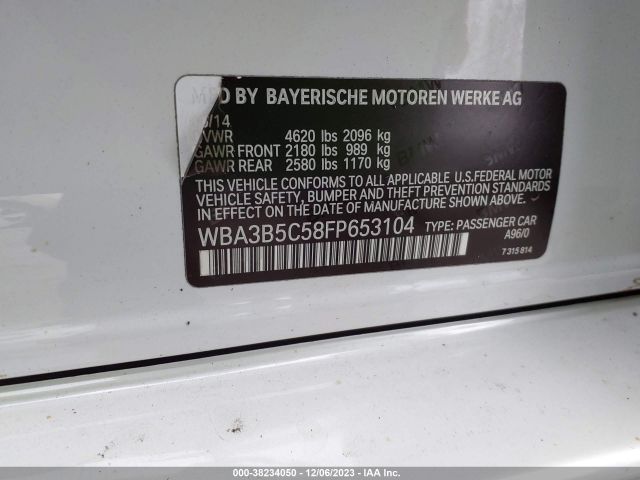 BY BAYERISCHE MOTOREN WERKE AG
/14
4620 lbs 2096 kg
GAWR FRONT 2180 lbs 989 kg
GAWR REAR 2580 lbs 1170 kg
THIS VEHICLE CONFORMS TO ALL APPLICABLE U.S.FEDERAL MOTOR
VEHICLE SAFETY, BUMPER, AND THEFT PREVENTION STANDARDS
IN EFFECT ON THE DATE OF MANUFACTURE SHOWN ABOVE.
WBA3B5C58FP653104 TYPE: PASSENGER CAR
A96/0
7 315 814
000-38234050 - 12/06/2023 - IAA Inc.